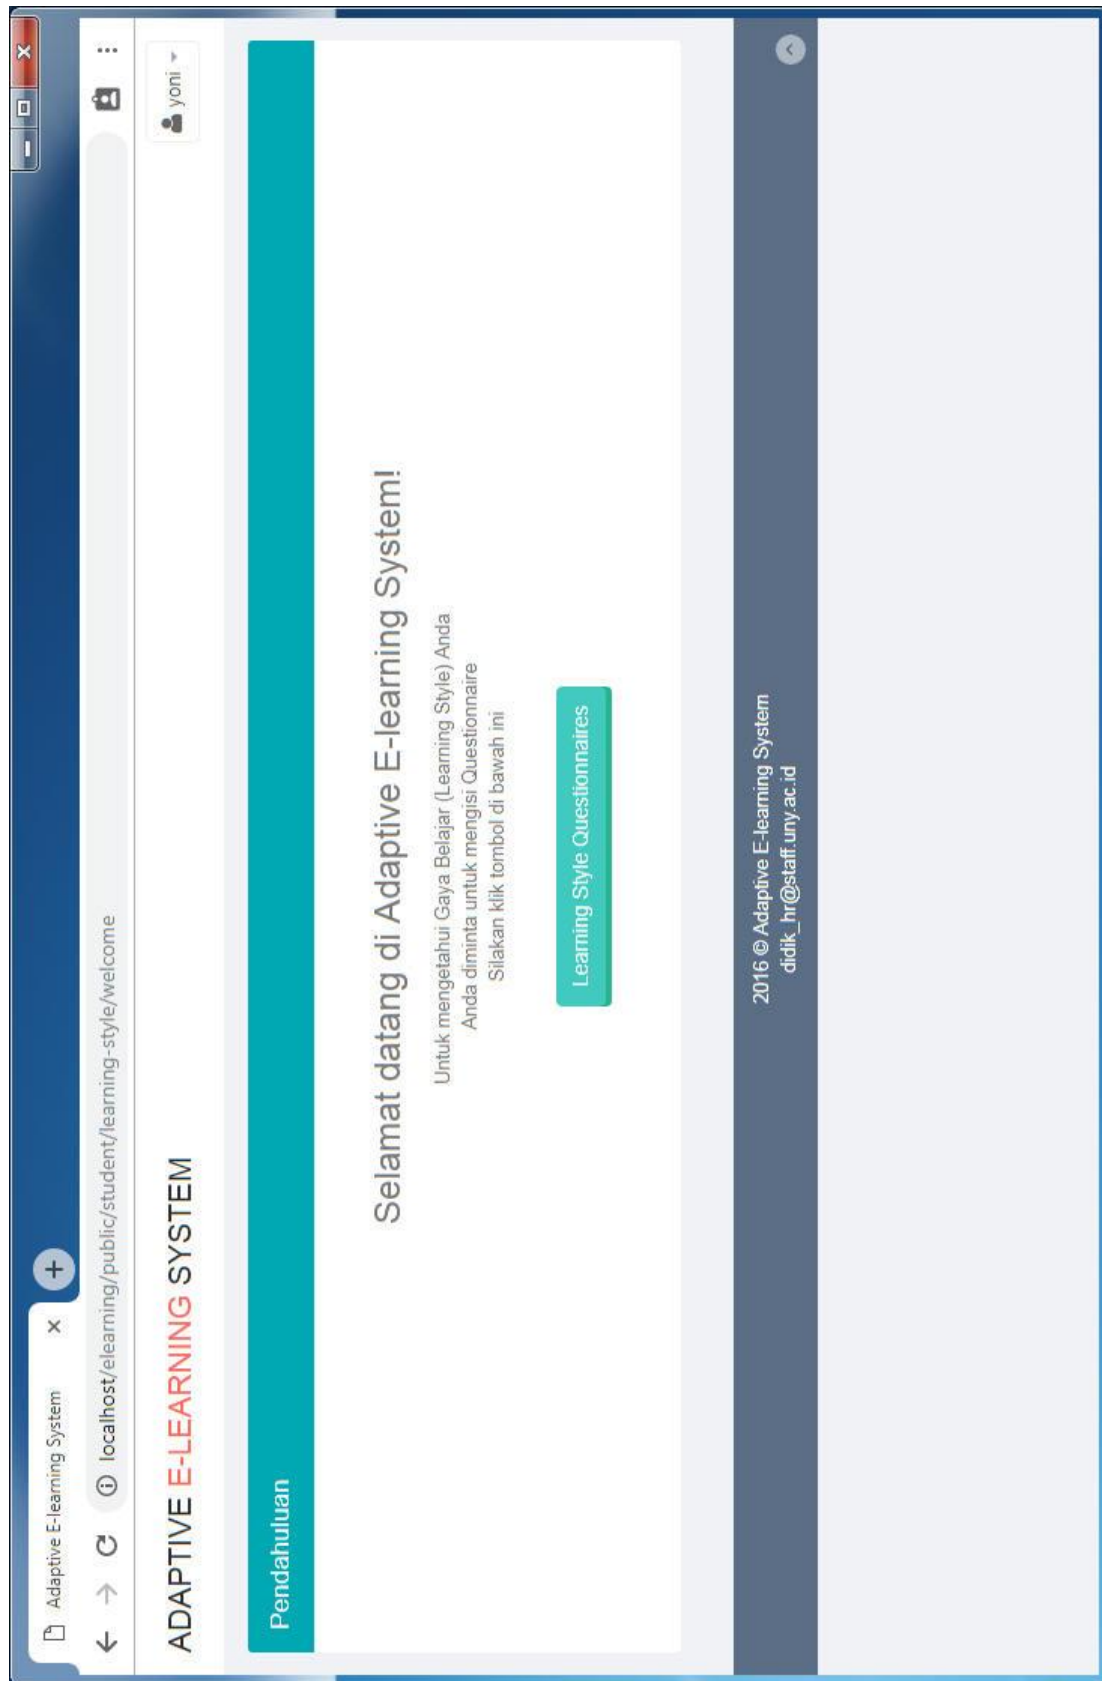 Adaptive E-learning System
localhost/elearning/public/student/learning-style/welcome
ADAPTIVE E-LEARNING SYSTEM
yoni
Pendahuluan
Selamat datang di Adaptive E-learning System!
Untuk mengetahui Gaya Belajar (Learning Style) Anda
Anda diminta untuk mengisi Questionnaire
Silakan klik tombol di bawah ini
Learning Style Questionnaires
2016 © Adaptive E-learning System
didik_hr@staff.uny.ac.id